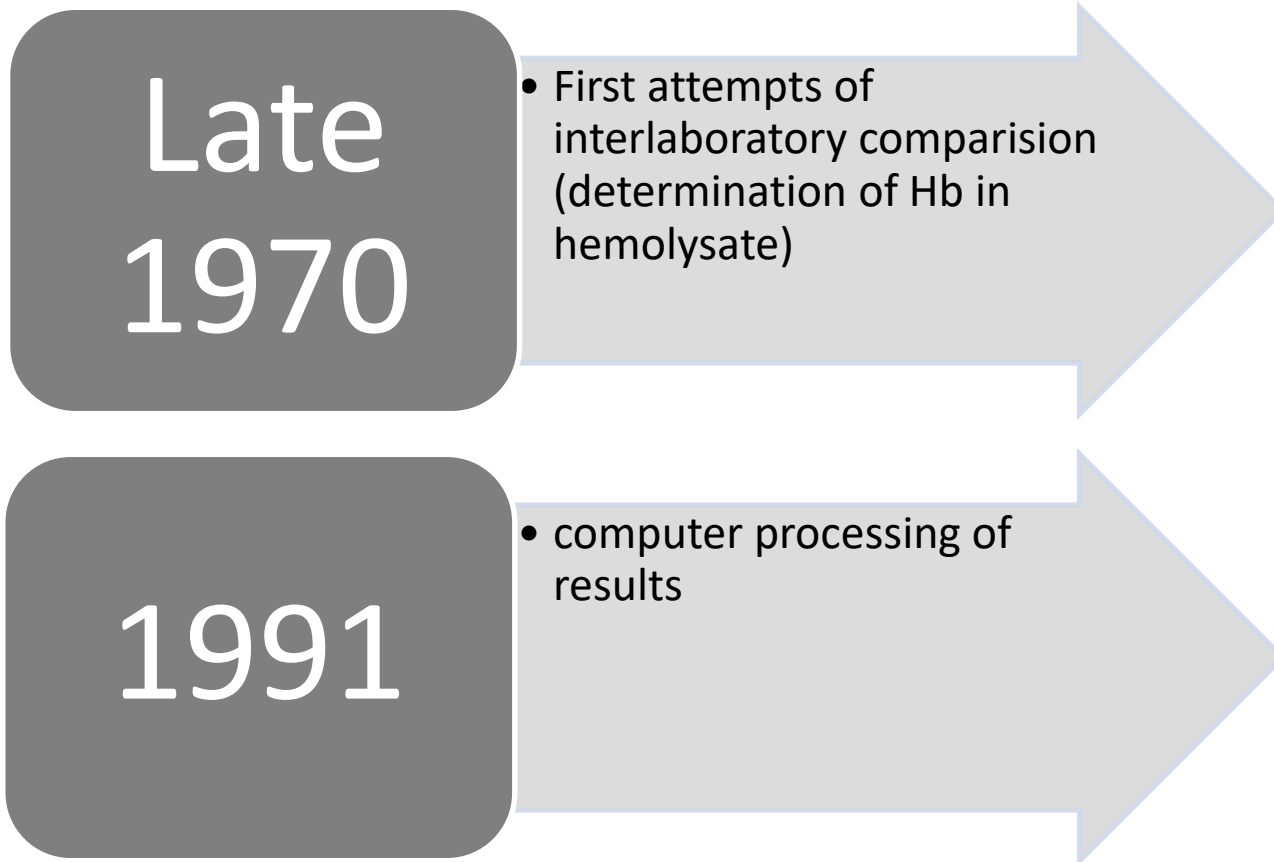 Late
1970
• First attempts of
interlaboratory comparision
(determination of Hb in
hemolysate)
1991
• computer processing of
results